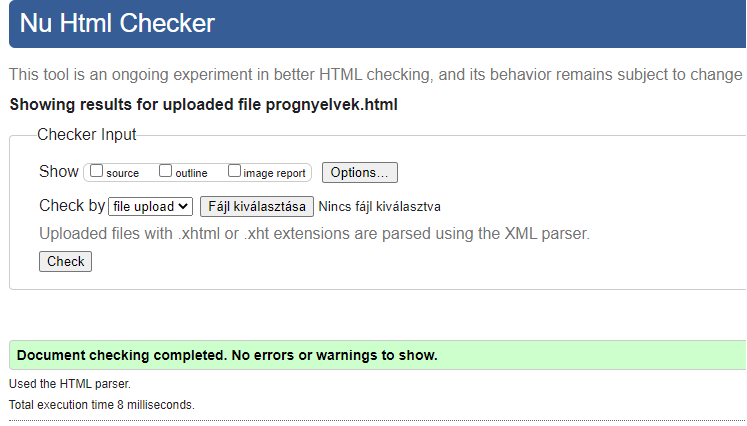 Nu Html Checker
This tool is an ongoing experiment in better HTML checking, and its behavior remains subject to change
Showing results for uploaded file prognyelvek.html
Checker Input
Show source outline image report Options...
Check by file upload Fájl kiválasztása Nincs fájl kiválasztva
Uploaded files with .xhtml or .xht extensions are parsed using the XML parser.
Check
Document checking completed. No errors or warnings to show.
Used the HTML parser.
Total execution time 8 milliseconds.